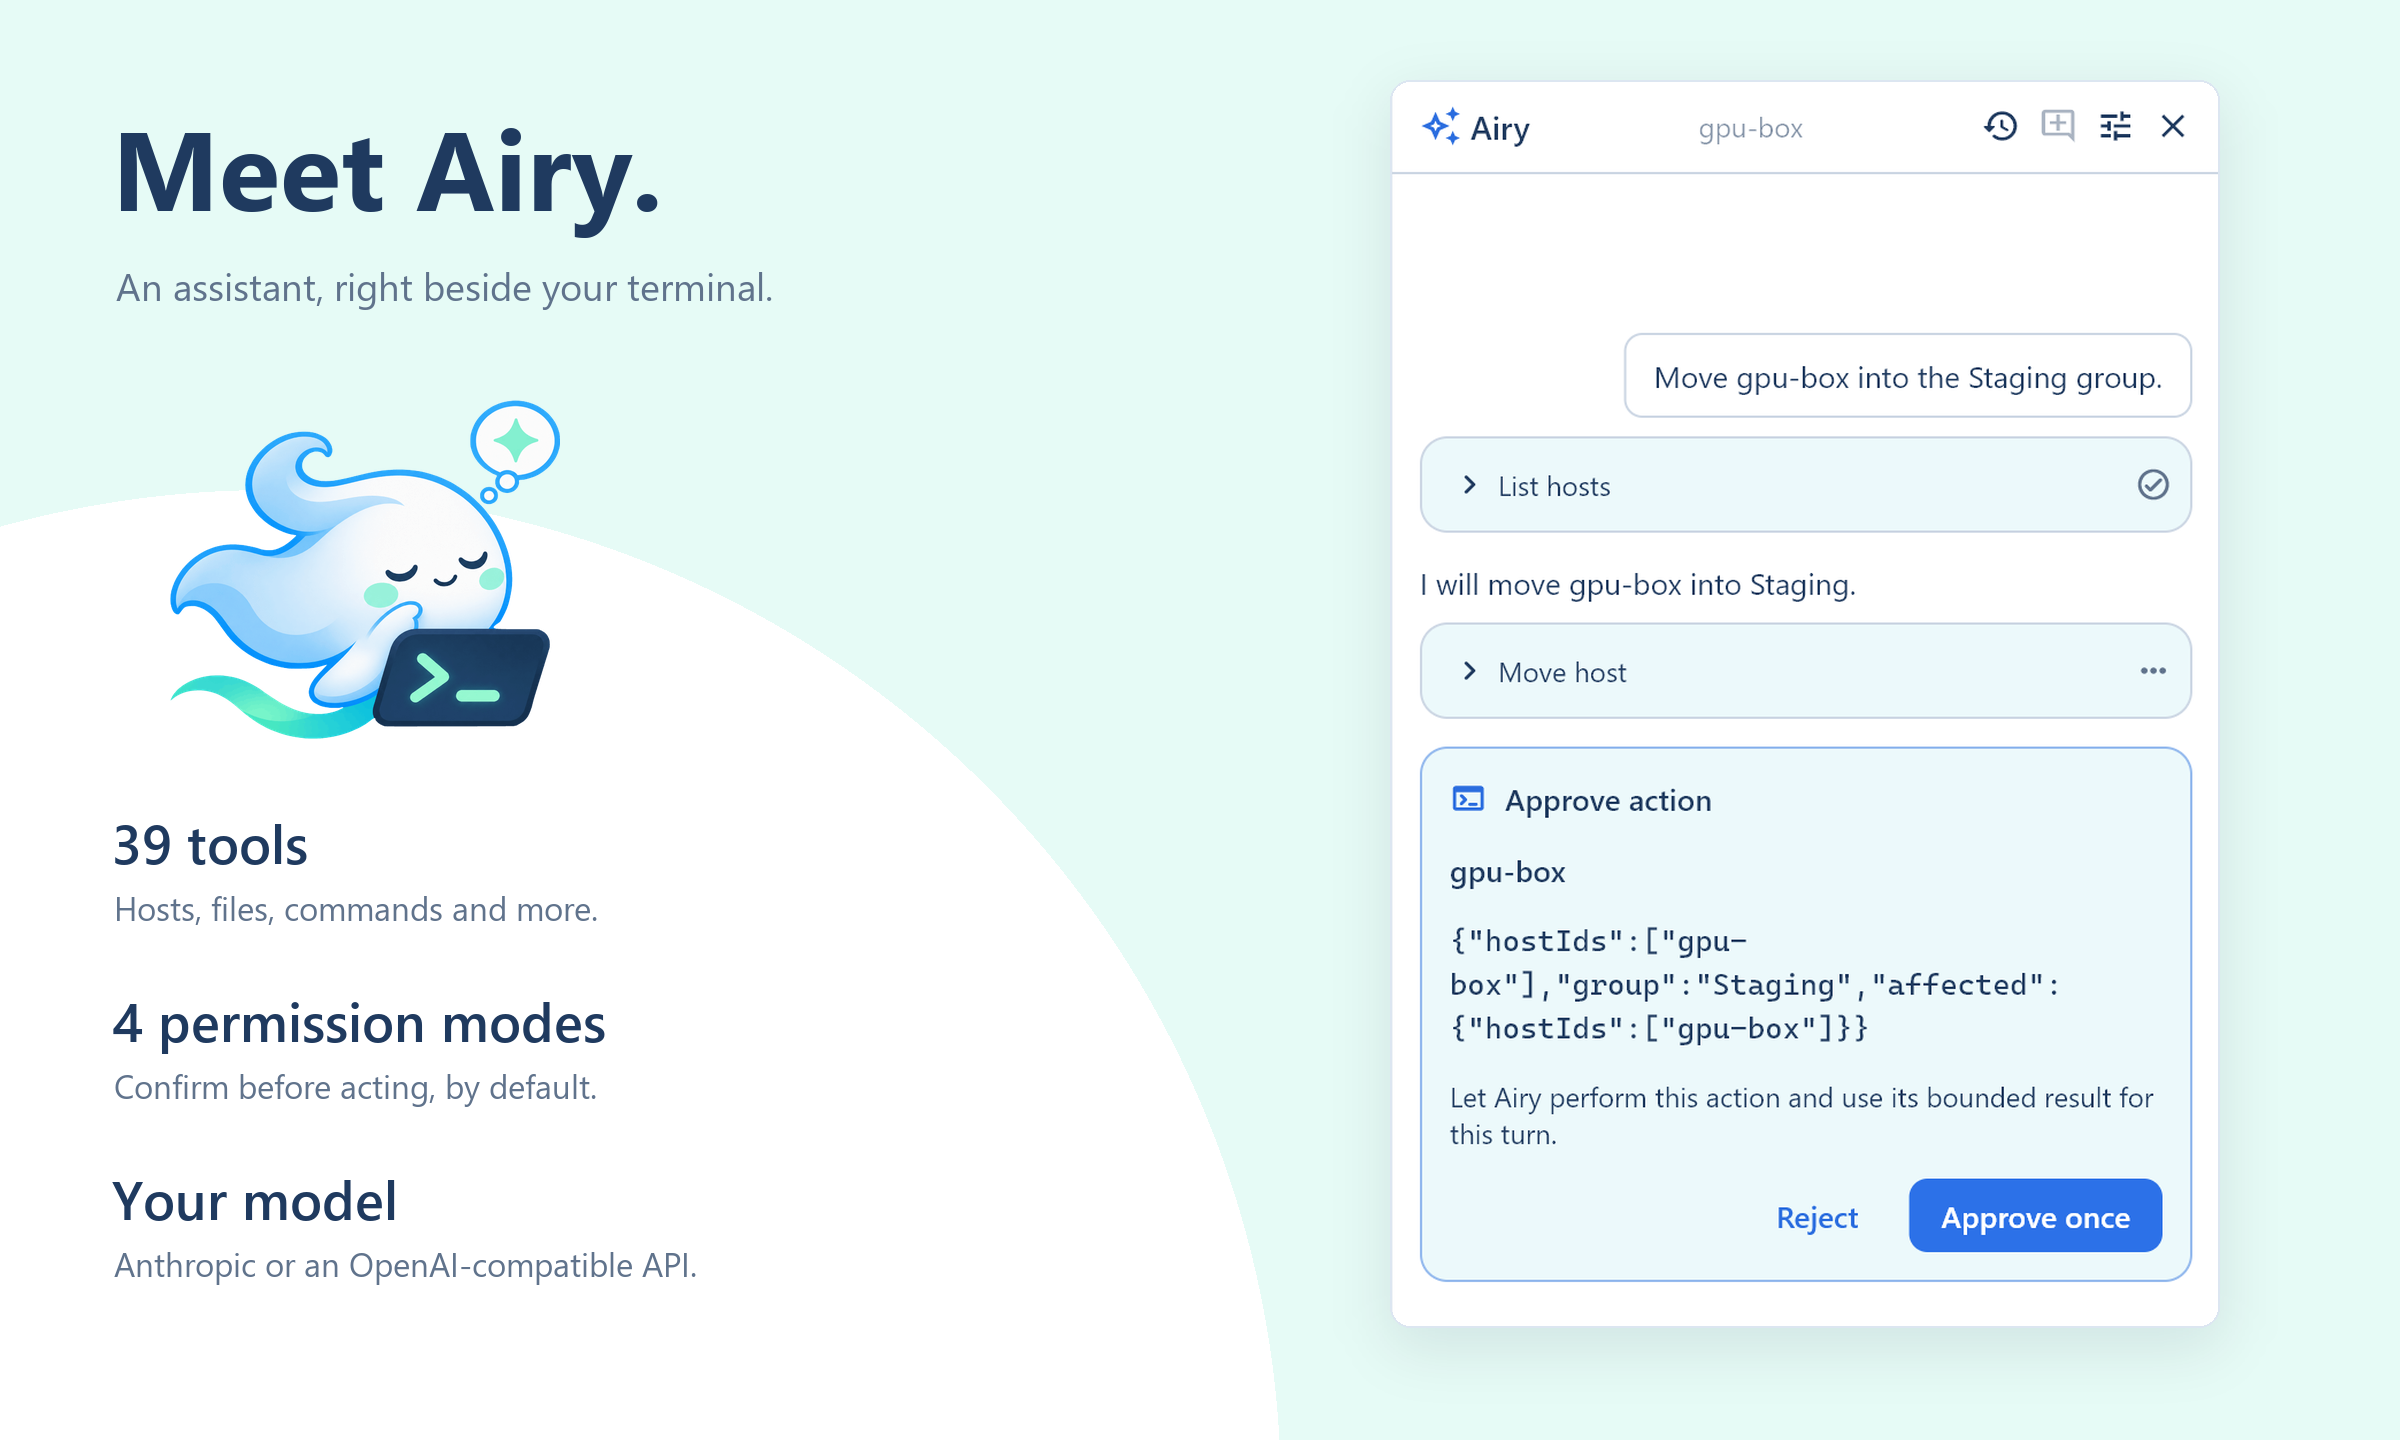 Meet Airy.
An assistant, right beside your terminal.
39 tools
Hosts, files, commands and more.
4 permission modes
Confirm before acting, by default.
Your model
Anthropic or an OpenAI-compatible API.
Airy
gpu-box
Move gpu-box into the Staging group.
List hosts
I will move gpu-box into Staging.
Move host
Approve action
gpu-box
{"hostIds":["gpu-
box"],"group":"Staging","affected":
{"hostIds":["gpu-box"]}}
Let Airy perform this action and use its bounded result for
this turn.
Reject
Approve once